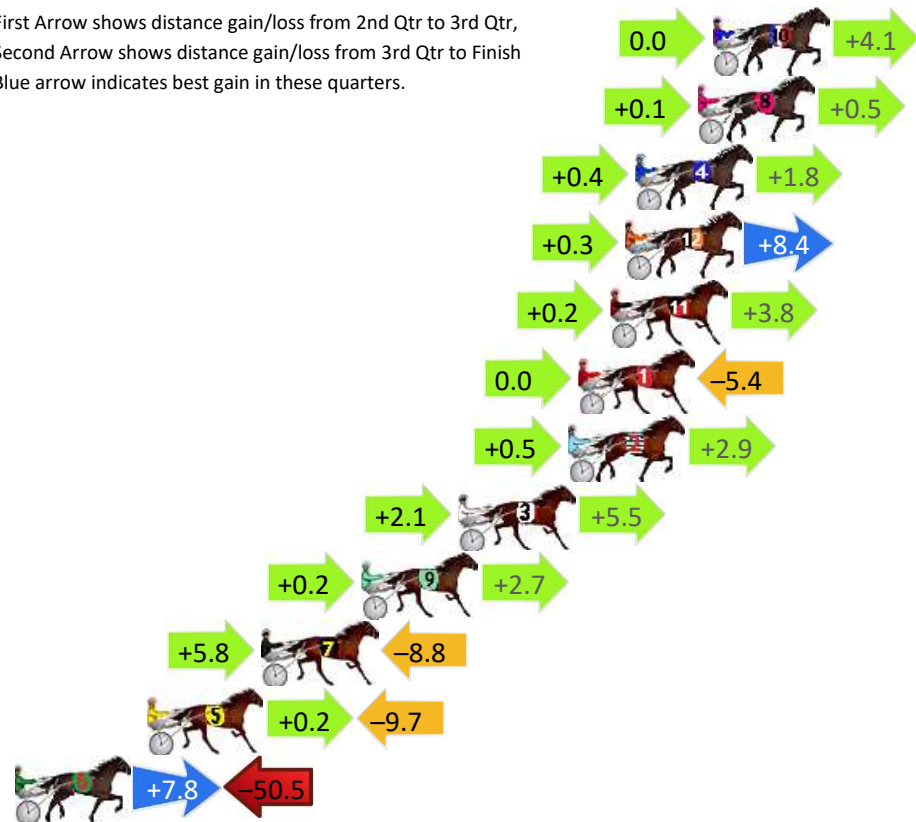 First Arrow shows distance gain/loss from 2nd Qtr to 3rd Qtr,
Second Arrow shows distance gain/loss from 3rd Qtr to Finish
Blue arrow indicates best gain in these quarters.
0.0 10 +4.1
+0.1 8 +0.5
+0.4 4 +1.8
+0.3 12 +8.4
+0.2 11 +3.8
0.0 1 –5.4
+0.5 2 +2.9
+2.1 3 +5.5
+0.2 9 +2.7
+5.8 7 –8.8
5 +0.2 –9.7
6 +7.8 –50.5